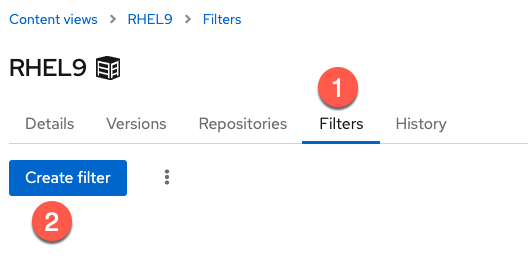 Content views > RHEL9 > Filters
RHEL9
1
Details Versions Repositories Filters History
Create filter
2